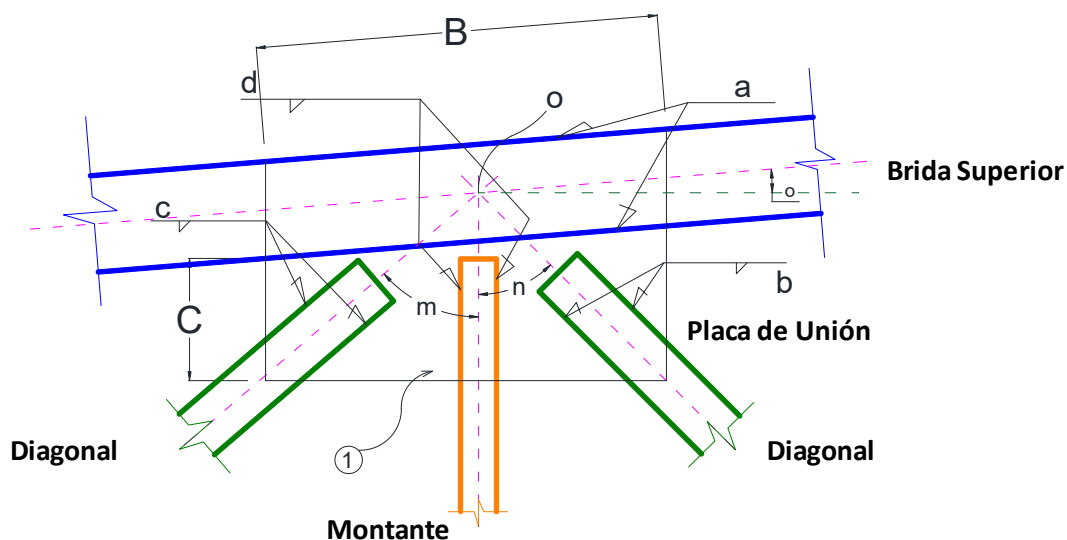 B
d
o
a
Brida Superior
o
c
b
n
m
C
Placa de Unión
Diagonal
1
Diagonal
Montante